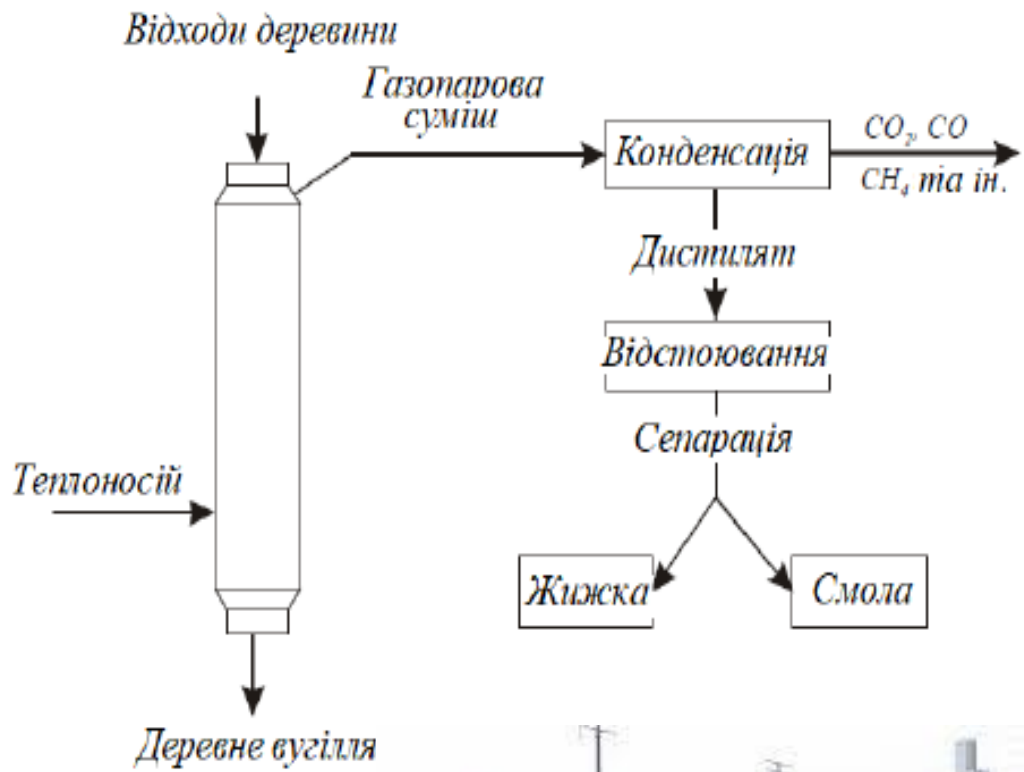 Відходи деревини
Газопарова
суміш
Конденсація
CO₂, CO
CH₄ та ін.
Дистилят
Відстоювання
Сепарація
Теплоносій
Жижка
Смола
Деревне вугілля